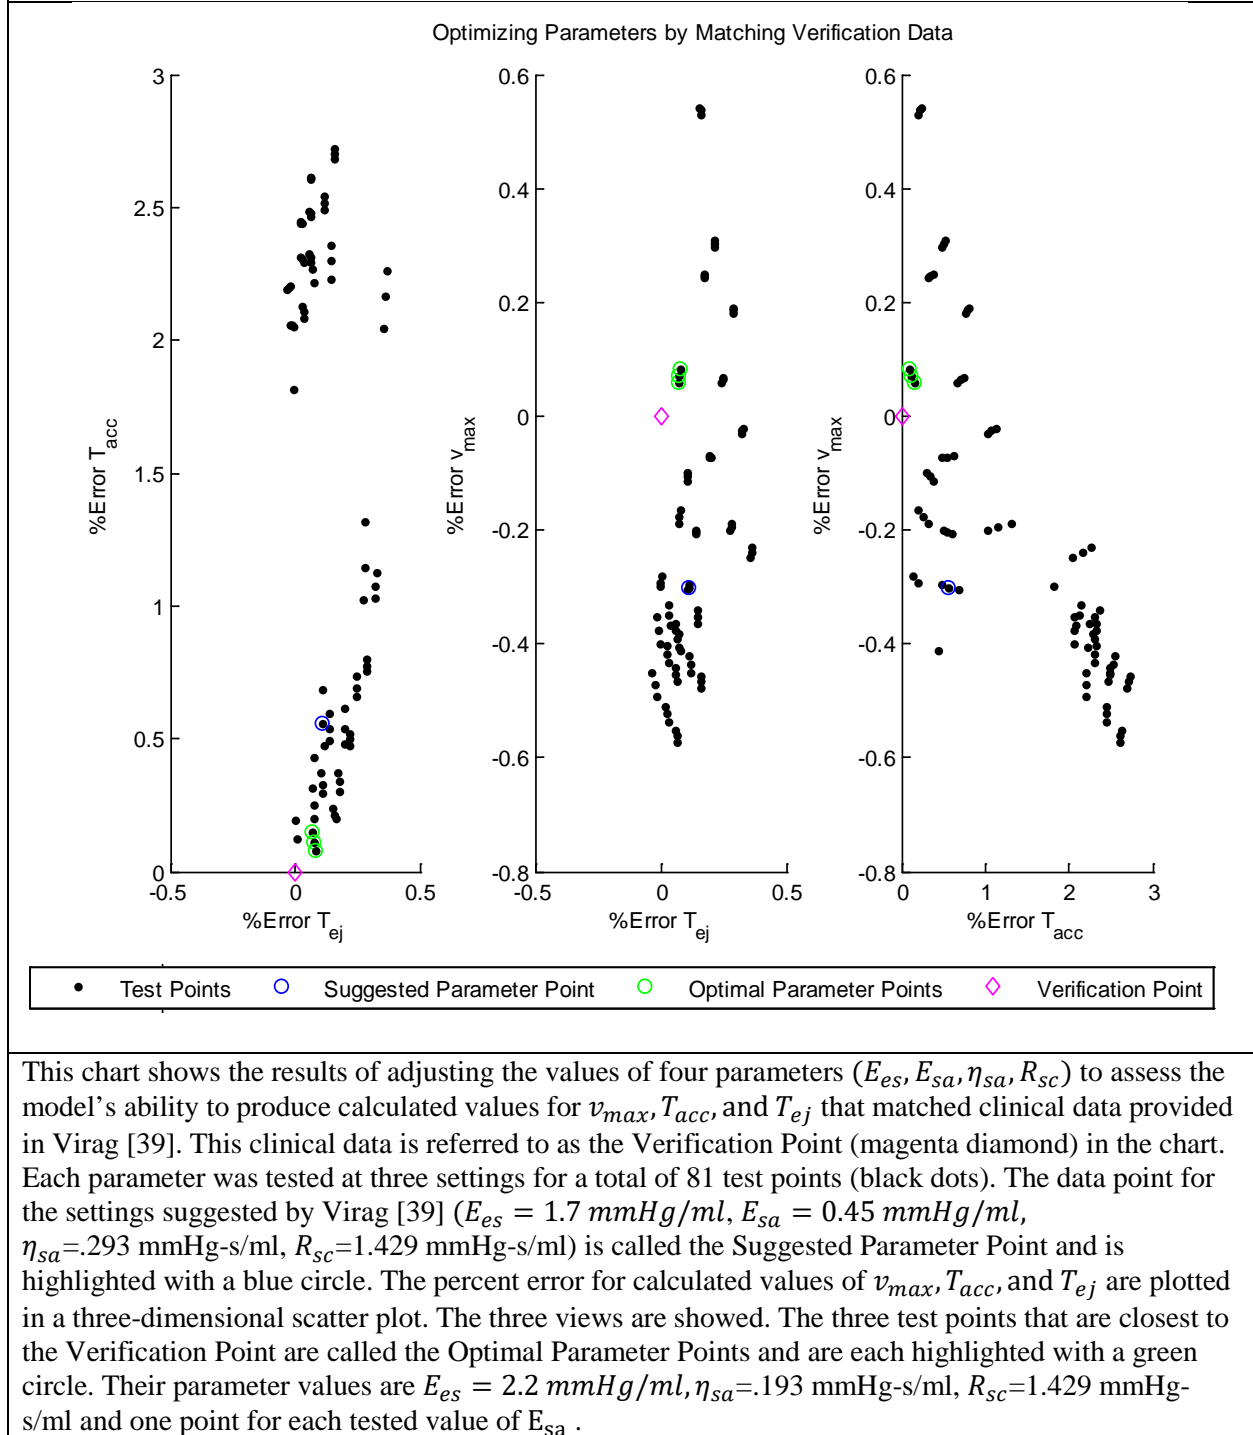 Optimizing Parameters by Matching Verification Data
3
2.5
2
1.5
1
0.5
0
-0.5
0
0.5
%Error T_acc
%Error T_ej
0.6
0.4
0.2
0
-0.2
-0.4
-0.6
-0.8
-0.5
0
0.5
%Error v_max
%Error T_ej
0.6
0.4
0.2
0
-0.2
-0.4
-0.6
-0.8
0
1
2
3
%Error v_max
%Error T_acc
Test Points
Suggested Parameter Point
Optimal Parameter Points
Verification Point
This chart shows the results of adjusting the values of four parameters (E_es, E_sa, η_sa, R_sc) to assess the
model's ability to produce calculated values for v_max, T_acc, and T_ej that matched clinical data provided
in Virag [39]. This clinical data is referred to as the Verification Point (magenta diamond) in the chart.
Each parameter was tested at three settings for a total of 81 test points (black dots). The data point for
the settings suggested by Virag [39] (E_es = 1.7 mmHg/ml, E_sa = 0.45 mmHg/ml,
η_sa=.293 mmHg-s/ml, R_sc=1.429 mmHg-s/ml) is called the Suggested Parameter Point and is
highlighted with a blue circle. The percent error for calculated values of v_max, T_acc, and T_ej are plotted
in a three-dimensional scatter plot. The three views are showed. The three test points that are closest to
the Verification Point are called the Optimal Parameter Points and are each highlighted with a green
circle. Their parameter values are E_es = 2.2 mmHg/ml, η_sa=.193 mmHg-s/ml, R_sc=1.429 mmHg-
s/ml and one point for each tested value of E_sa .